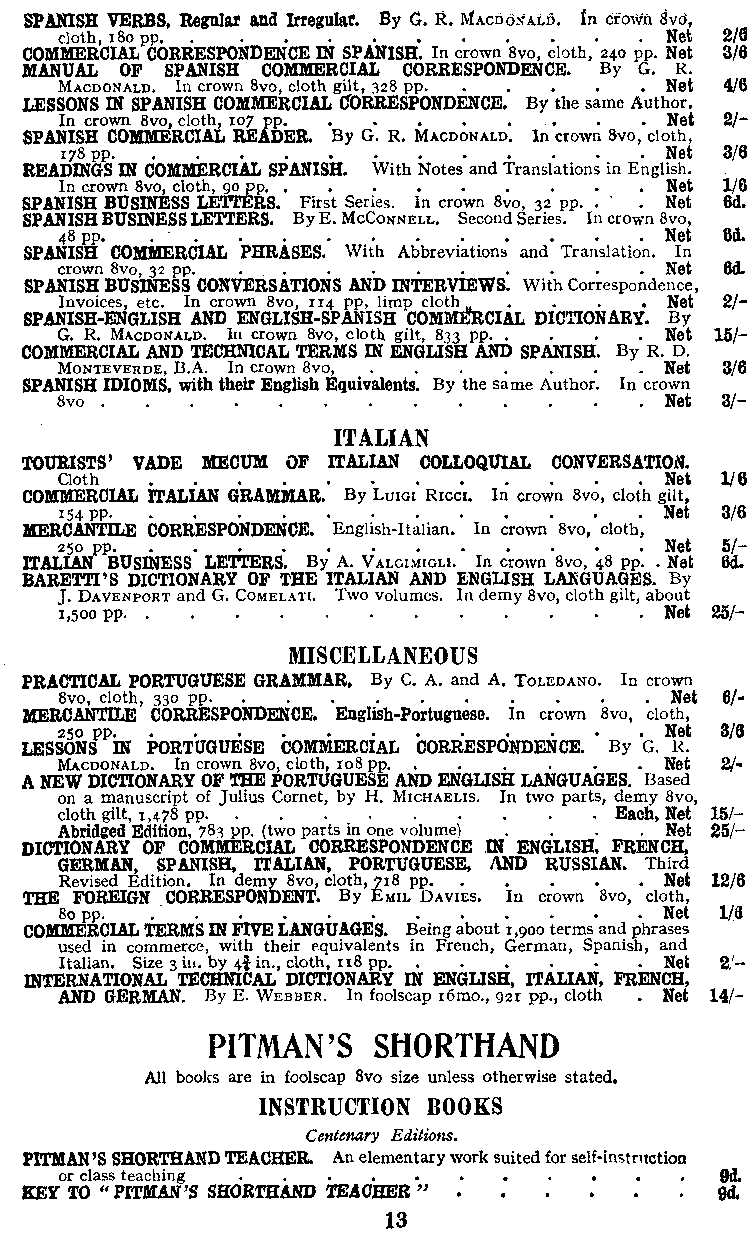 SPANISH VERBS, Regular and Irregular. By G. R. MACDONALD. In crown 8vo,
cloth, 180 pp. . . . . . . . . . . . Net 2/6
COMMERCIAL CORRESPONDENCE IN SPANISH. In crown 8vo, cloth, 240 pp. Net 3/6
MANUAL OF SPANISH COMMERCIAL CORRESPONDENCE. By G. R.
MACDONALD. In crown 8vo, cloth gilt, 328 pp. . . . . . Net 4/6
LESSONS IN SPANISH COMMERCIAL CORRESPONDENCE. By the same Author.
In crown 8vo, cloth, 107 pp. . . . . . . . . . Net 2/-
SPANISH COMMERCIAL READER. By G. R. MACDONALD. In crown 8vo, cloth,
178 pp. . . . . . . . . . . . . Net 3/6
READINGS IN COMMERCIAL SPANISH. With Notes and Translations in English.
In crown 8vo, cloth, 90 pp. . . . . . . . . . . Net 1/6
SPANISH BUSINESS LETTERS. First Series. In crown 8vo, 32 pp. . . . Net 6d.
SPANISH BUSINESS LETTERS. By E. MCCONNELL. Second Series. In crown 8vo,
48 pp. . . . . . . . . . . . . Net 6d.
SPANISH COMMERCIAL PHRASES. With Abbreviations and Translation. In
crown 8vo, 32 pp. . . . . . . . . . . Net 6d.
SPANISH BUSINESS CONVERSATIONS AND INTERVIEWS. With Correspondence,
Invoices, etc. In crown 8vo, 114 pp, limp cloth . . . . . Net 2/-
SPANISH-ENGLISH AND ENGLISH-SPANISH COMMERCIAL DICTIONARY. By
G. R. MACDONALD. In crown 8vo, cloth gilt, 833 pp. . . . . Net 15/-
COMMERCIAL AND TECHNICAL TERMS IN ENGLISH AND SPANISH. By R. D.
MONTEVERDE, B.A. In crown 8vo, . . . . . . . . Net 3/6
SPANISH IDIOMS, with their English Equivalents. By the same Author. In crown
8vo . . . . . . . . . . . . . Net 3/-
ITALIAN
TOURISTS' VADE MECUM OF ITALIAN COLLOQUIAL CONVERSATION.
Cloth . . . . . . . . . . . . Net 1/6
COMMERCIAL ITALIAN GRAMMAR. By LUIGI RICCI. In crown 8vo, cloth gilt,
154 pp. . . . . . . . . . . . . Net 3/6
MERCANTILE CORRESPONDENCE. English-Italian. In crown 8vo, cloth,
250 pp. . . . . . . . . . . . . Net 5/-
ITALIAN BUSINESS LETTERS. By A. VALGIMIGLI. In crown 8vo, 48 pp. . Net 6d.
BARETTI'S DICTIONARY OF THE ITALIAN AND ENGLISH LANGUAGES. By
J. DAVENPORT and G. COMELATI. Two volumes. In demy 8vo, cloth gilt, about
1,500 pp. . . . . . . . . . . . . Net 25/-
MISCELLANEOUS
PRACTICAL PORTUGUESE GRAMMAR. By C. A. and A. TOLEDANO. In crown
8vo, cloth, 330 pp. . . . . . . . . . . Net 6/-
MERCANTILE CORRESPONDENCE. English-Portuguese. In crown 8vo, cloth,
250 pp. . . . . . . . . . . . . Net 3/6
LESSONS IN PORTUGUESE COMMERCIAL CORRESPONDENCE. By G. R.
MACDONALD. In crown 8vo, cloth, 108 pp. . . . . . . Net 2/-
A NEW DICTIONARY OF THE PORTUGUESE AND ENGLISH LANGUAGES. Based
on a manuscript of Julius Cornet, by H. MICHAELIS. In two parts, demy 8vo,
cloth gilt, 1,478 pp. . . . . . . . . . Each, Net 15/-
Abridged Edition, 783 pp. (two parts in one volume) . . . . Net 25/-
DICTIONARY OF COMMERCIAL CORRESPONDENCE IN ENGLISH, FRENCH,
GERMAN, SPANISH, ITALIAN, PORTUGUESE, AND RUSSIAN. Third
Revised Edition. In demy 8vo, cloth, 718 pp. . . . . . . Net 12/6
THE FOREIGN CORRESPONDENT. By EMIL DAVIES. In crown 8vo, cloth,
80 pp. . . . . . . . . . . . . Net 1/6
COMMERCIAL TERMS IN FIVE LANGUAGES. Being about 1,900 terms and phrases
used in commerce, with their equivalents in French, German, Spanish, and
Italian. Size 3 in. by 4¾ in., cloth, 118 pp. . . . . . . Net 2/-
INTERNATIONAL TECHNICAL DICTIONARY IN ENGLISH, ITALIAN, FRENCH,
AND GERMAN. By E. WEBBER. In foolscap 16mo., 921 pp., cloth . Net 14/-
PITMAN'S SHORTHAND
All books are in foolscap 8vo size unless otherwise stated.
INSTRUCTION BOOKS
Centenary Editions.
PITMAN'S SHORTHAND TEACHER. An elementary work suited for self-instruction
or class teaching . . . . . . . . . . . 9d.
KEY TO "PITMAN'S SHORTHAND TEACHER" . . . . . . 9d.
13